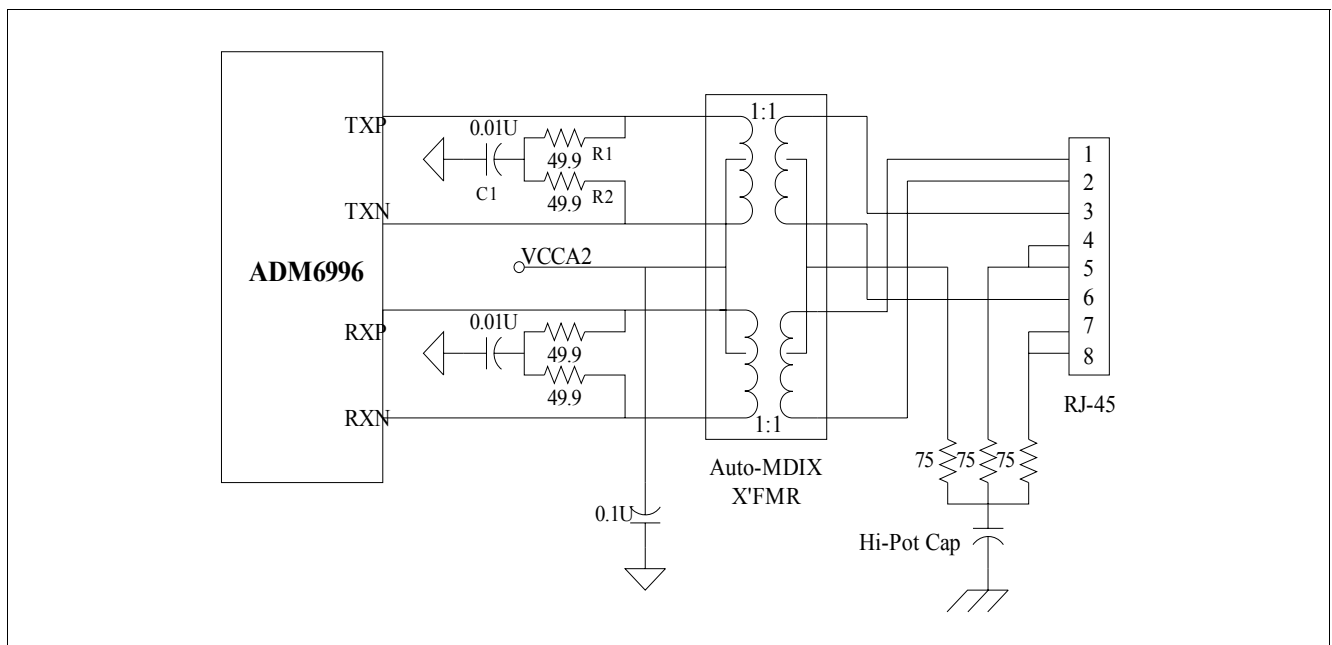 1:1
TXP
0.01U
R1
49.9
C1
49.9
R2
TXN
VCCA2
ADM6996
RXP
0.01U
49.9
49.9
RXN
1:1
1
2
3
4
5
6
7
8
RJ-45
Auto-MDIX
X'FMR
75
75
75
0.1U
Hi-Pot Cap